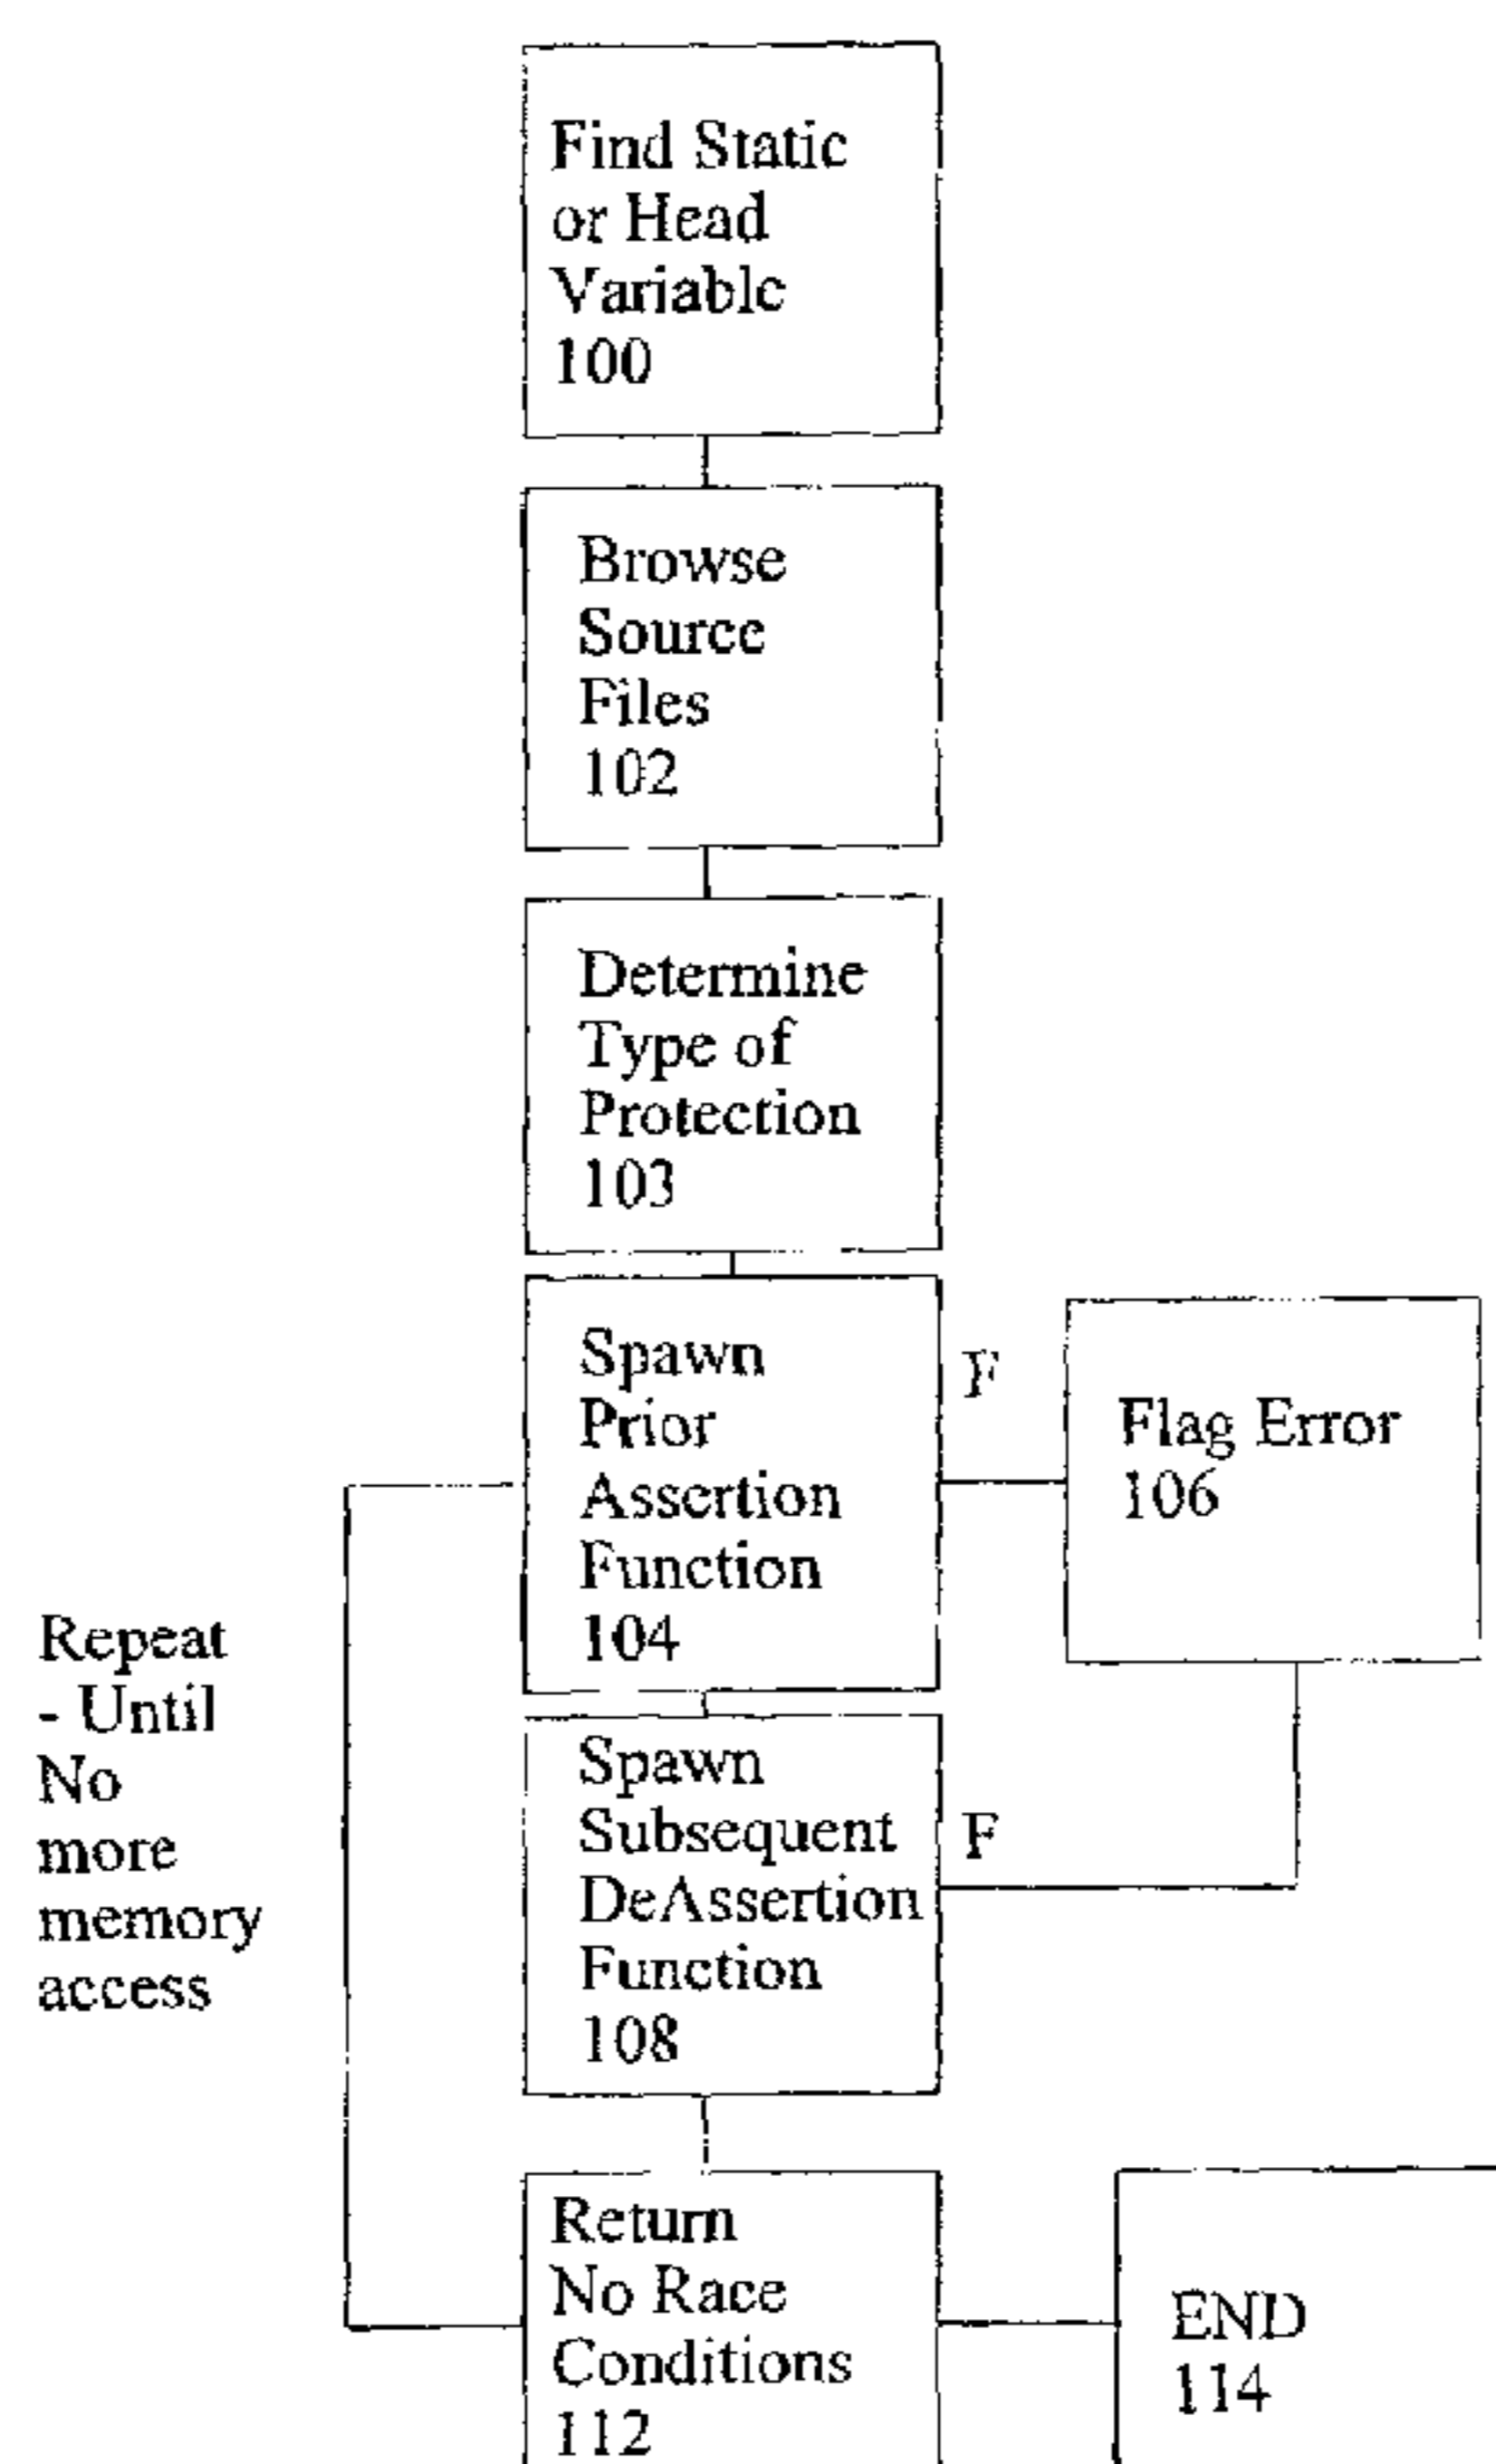 Find Static
or Head
Variable
100
Browse
Source
Files
102
Determine
Type of
Protection
103
Spawn
Prior
Assertion
Function
104
F
Flag Error
106
Repeat
- Until
No
more
memory
access
Spawn
Subsequent
DeAssertion
Function
108
F
Return
No Race
Conditions
112
END
114